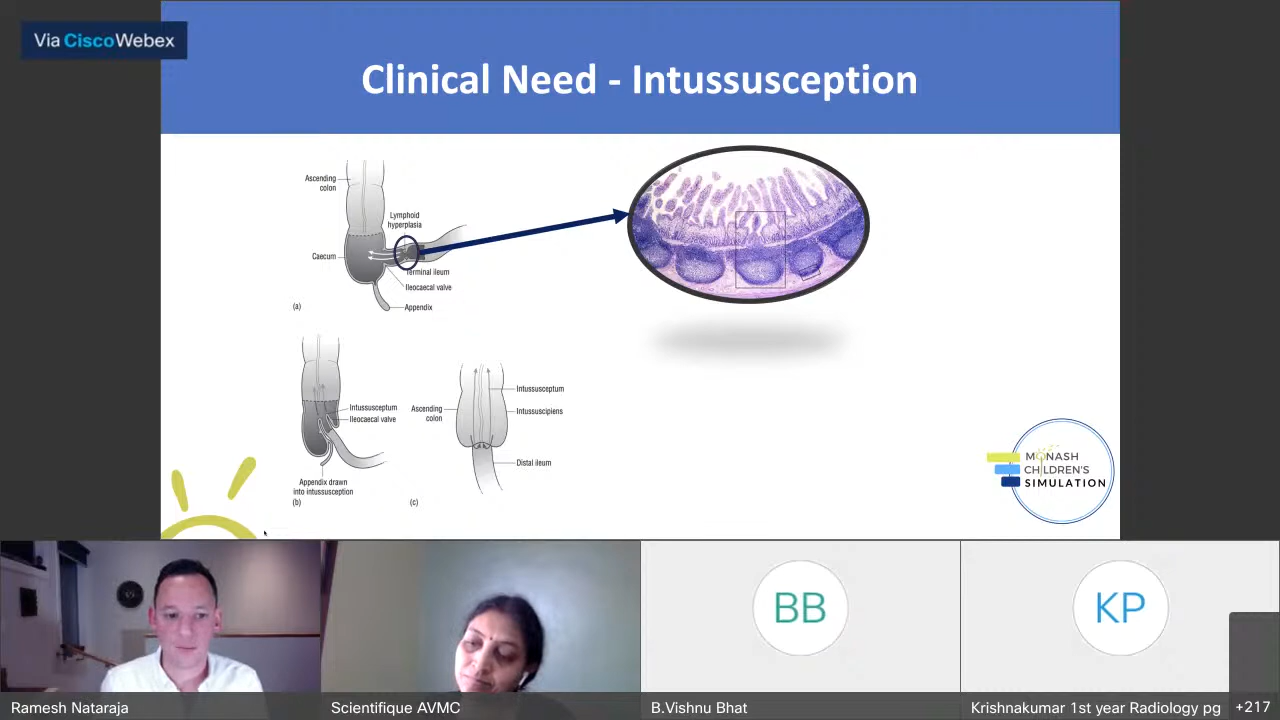 Via Cisco Webex
Clinical Need - Intussusception
Ascending
colon
Lymphoid
hyperplasia
Caecum
Terminal ileum
Ileocaecal valve
Appendix
(a)
Intussusceptum
Ileocaecal valve
Appendix drawn
into intussusception
(b)
Ascending
colon
Intussusceptum
Intussuscipiens
Distal ileum
(c)
MONASH
CHILDREN'S
SIMULATION
BB
KP
Ramesh Nataraja
Scientifique AVMC
B.Vishnu Bhat
Krishnakumar 1st year Radiology pg
+217